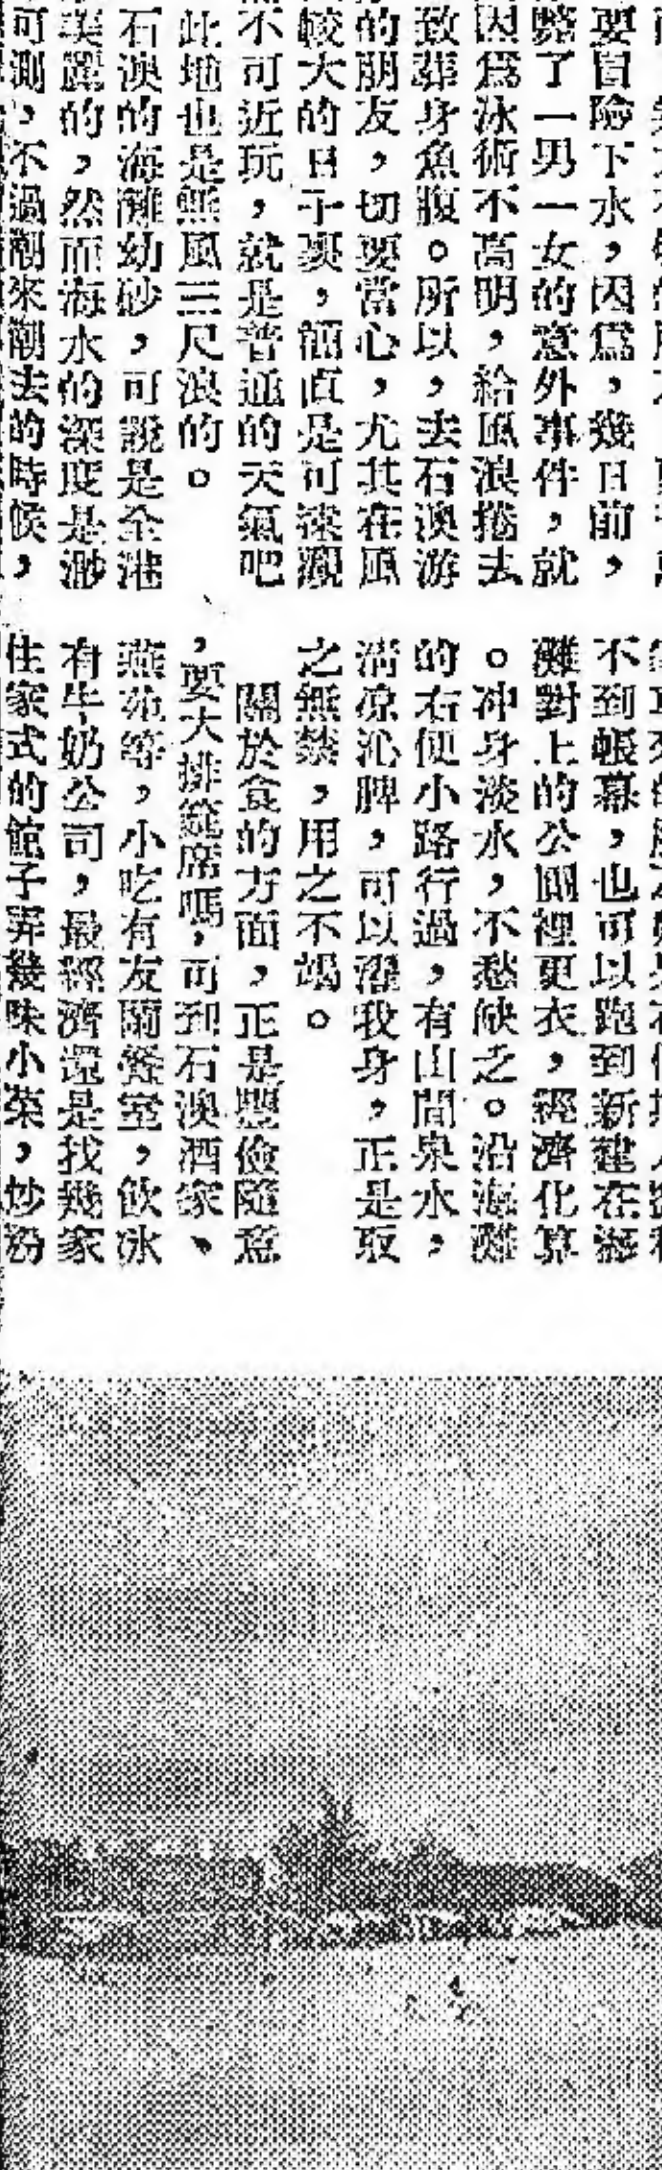 要冒險下水，因爲，幾日前，
斃了一男一女的意外事件，就
因爲泳術不高明，給風浪捲去
致葬身魚腹。所以，去石澳游
的朋友，切要當心，尤其在風
較大的日子裏，簡直是可遠觀
不可近玩，就是普通的天氣吧
此地也是無風三尺浪的。
石澳的海灘幼砂，可說是全港
美麗的，然而海水的深度是渺
可測，不過潮來潮去的時候，
不到帳幕，也可以跑到新建在海
灘對上的公園裡更衣，經濟化算
。冲身淡水，不愁缺乏。沿海灘
的右便小路行過，有山間泉水，
清凉沁脾，可以濯我身，正是取
之無禁，用之不竭。
關於食的方面，正是豐儉隨意
，要大排筵席嗎，可到石澳酒家、
燕苑等，小吃有友蘭餐室，飲冰
有牛奶公司，最經濟還是找幾家
住家式的館子弄幾味小菜，炒粉